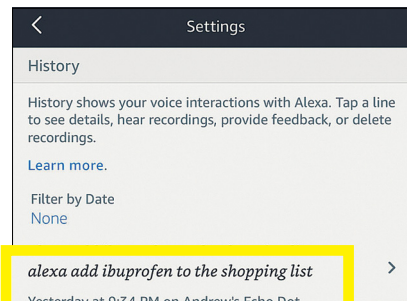 Settings
History
History shows your voice interactions with Alexa. Tap a line
to see details, hear recordings, provide feedback, or delete
recordings.
Learn more.
Filter by Date
None
alexa add ibuprofen to the shopping list
Yesterday at 9:34 PM on Andrew's Echo Dot